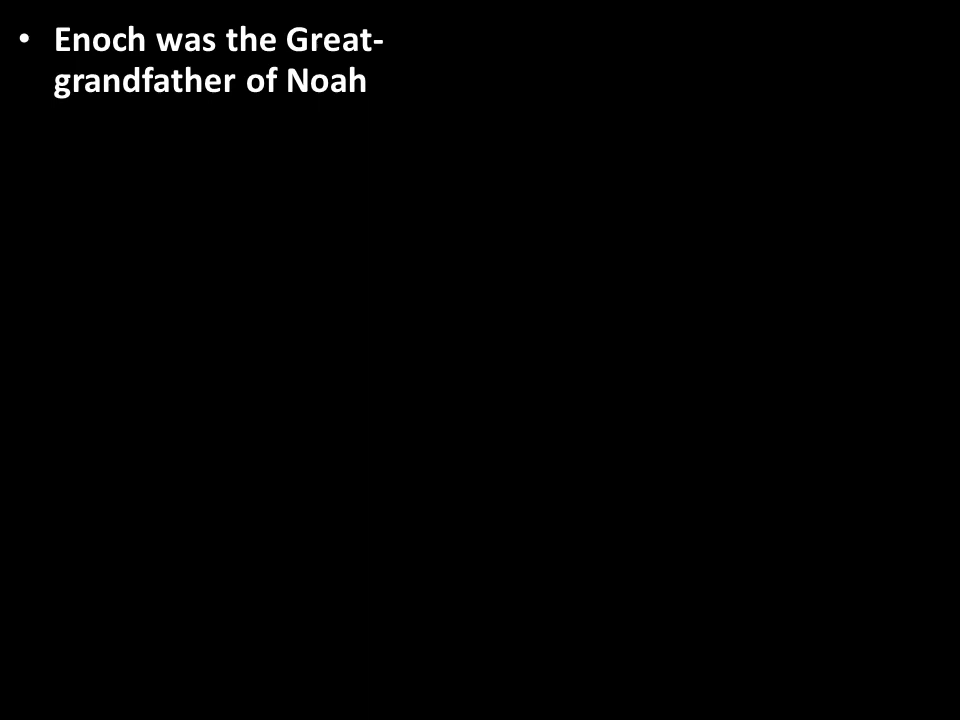 • Enoch was the Great-
grandfather of Noah